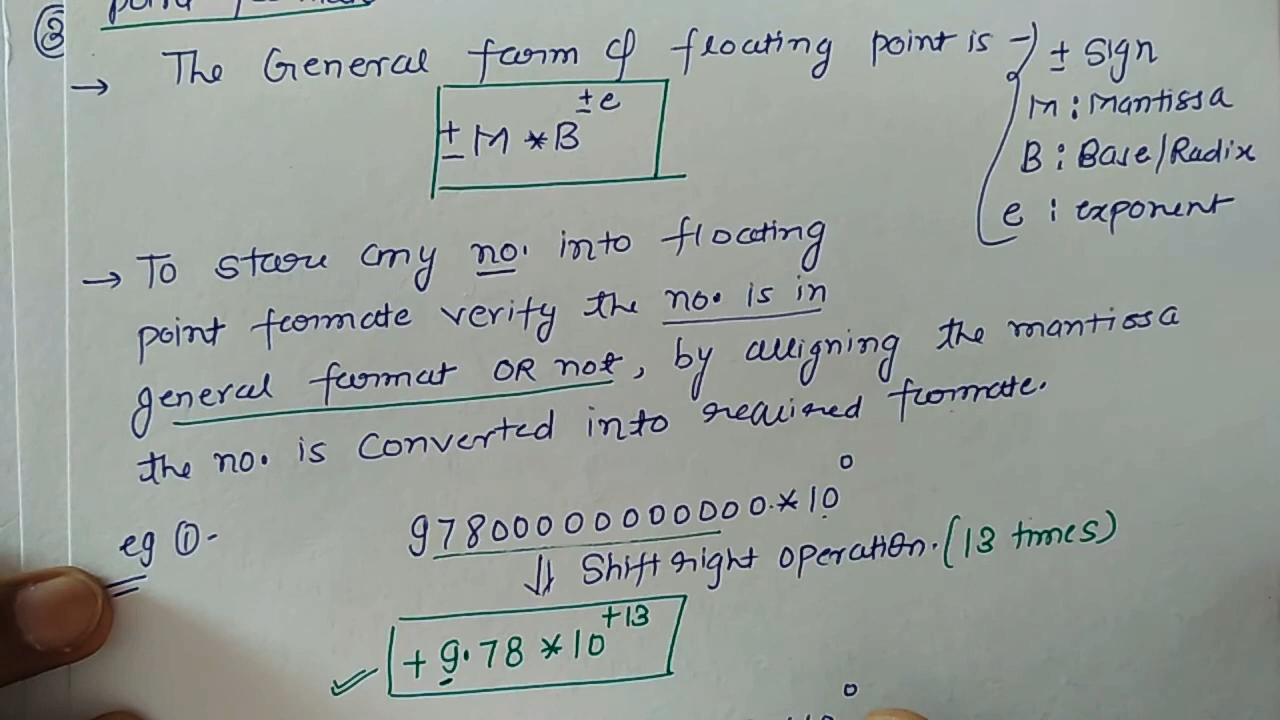 ③
→ The General form of floating point is → ± sign
± M * B ± e
M : Mantissa
B : Base/Radix
e : exponent
→ To store any no. into floating
point formate verify the no. is in
general format OR not, by alligning the mantissa
the no. is converted into required formate.
eg ①- 9780000000000.* 10 0
⇓ Shift right operation. (13 times)
+ 9.78 * 10 +13
0